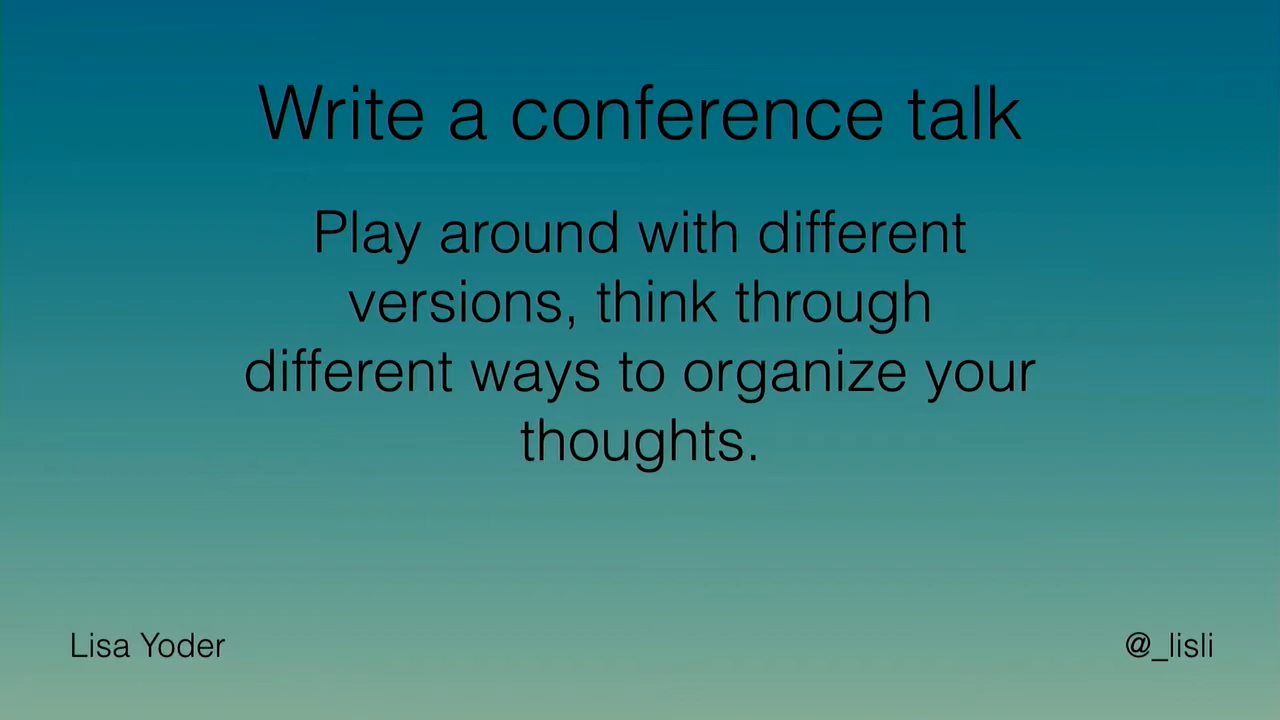 Write a conference talk
Play around with different
versions, think through
different ways to organize your
thoughts.
Lisa Yoder
@_lisli